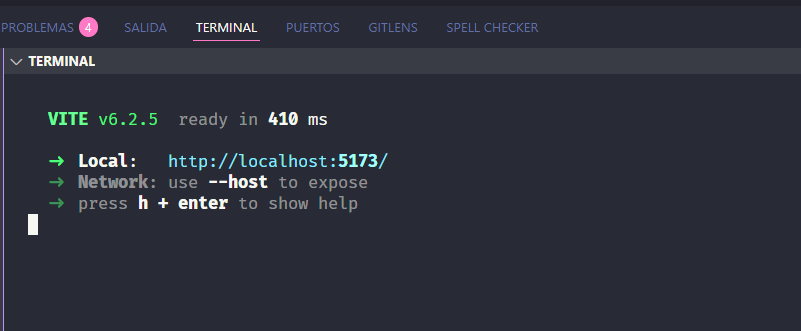 PROBLEMAS 4 SALIDA TERMINAL PUERTOS GITLENS SPELL CHECKER
TERMINAL
VITE v6.2.5 ready in 410 ms
➜ Local: http://localhost:5173/
➜ Network: use --host to expose
➜ press h + enter to show help